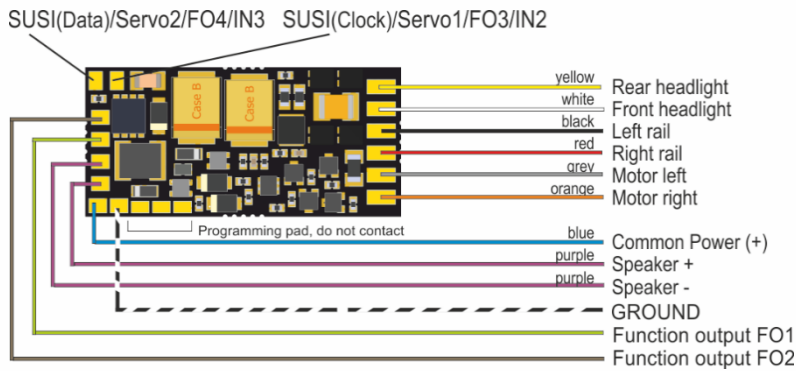 SUSI(Data)/Servo2/FO4/IN3 SUSI(Clock)/Servo1/FO3/IN2
Case B
Case B
yellow Rear headlight
white Front headlight
black Left rail
red Right rail
grey Motor left
orange Motor right
Programming pad, do not contact
blue Common Power (+)
purple Speaker +
purple Speaker -
GROUND
Function output FO1
Function output FO2